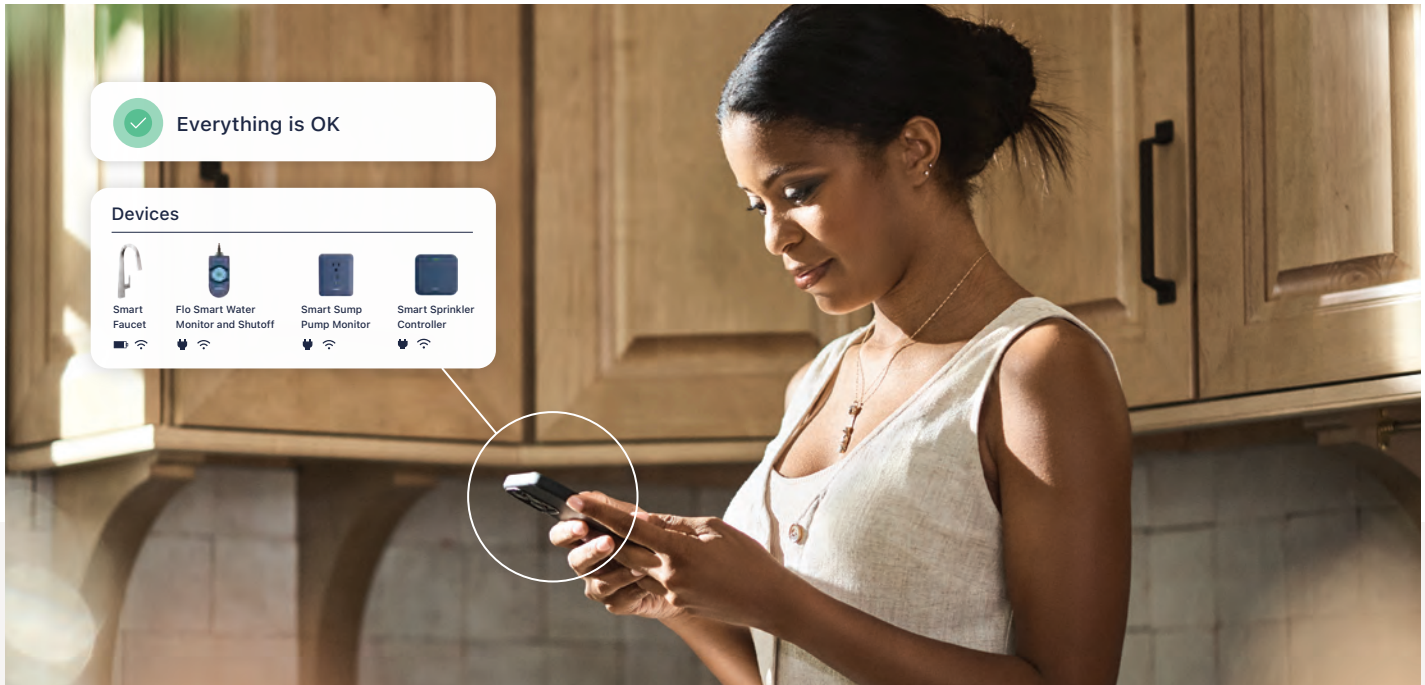 Everything is OK
Devices
Smart
Faucet
Flo Smart Water
Monitor and Shutoff
Smart Sump
Pump Monitor
Smart Sprinkler
Controller